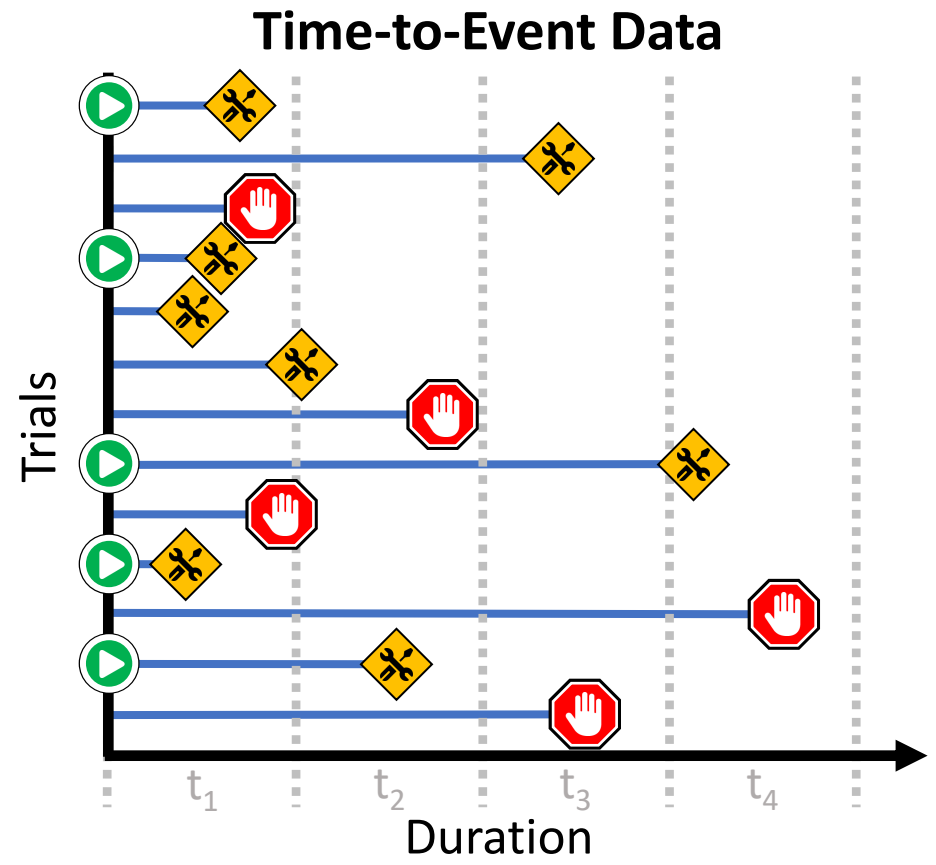 Time-to-Event Data
Trials
t₁ t₂ t₃ t₄
Duration